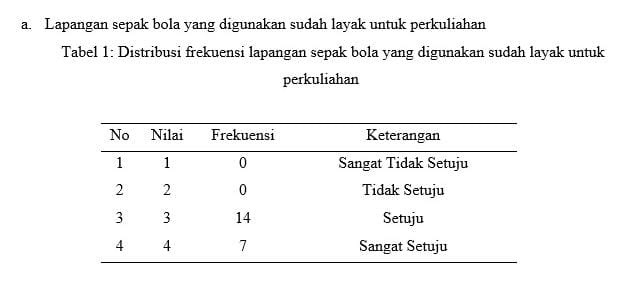 a. Lapangan sepak bola yang digunakan sudah layak untuk perkuliahan
Tabel 1: Distribusi frekuensi lapangan sepak bola yang digunakan sudah layak untuk
perkuliahan
No Nilai Frekuensi Keterangan
1 1 0 Sangat Tidak Setuju
2 2 0 Tidak Setuju
3 3 14 Setuju
4 4 7 Sangat Setuju